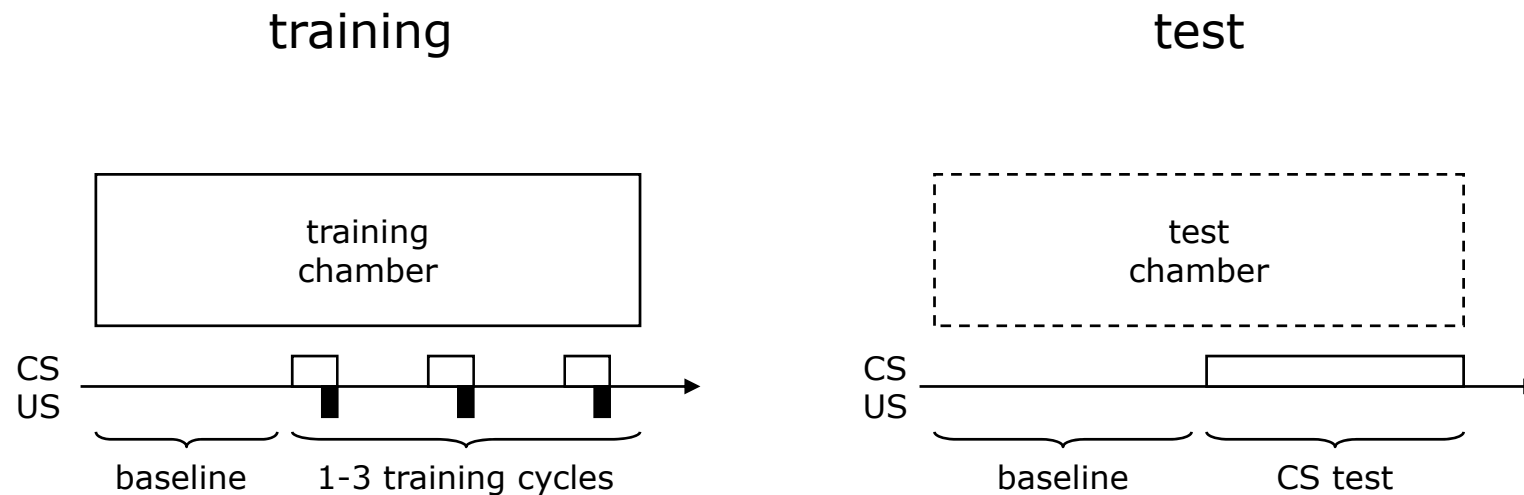 training
test
training
chamber
test
chamber
CS
US
CS
US
baseline
1-3 training cycles
baseline
CS test